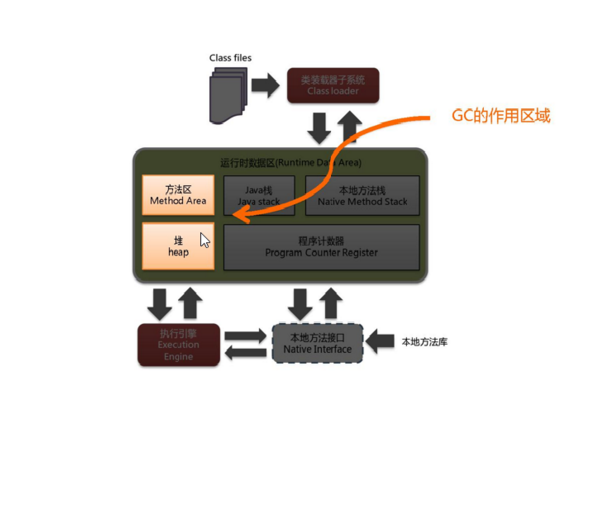 Class files
类装载器子系统
Class loader
GC的作用区域
运行时数据区(Runtime Data Area)
方法区
Method Area
Java栈
Java stack
本地方法栈
Native Method Stack
堆
heap
程序计数器
Program Counter Register
执行引擎
Execution
Engine
本地方法接口
Native Interface
本地方法库